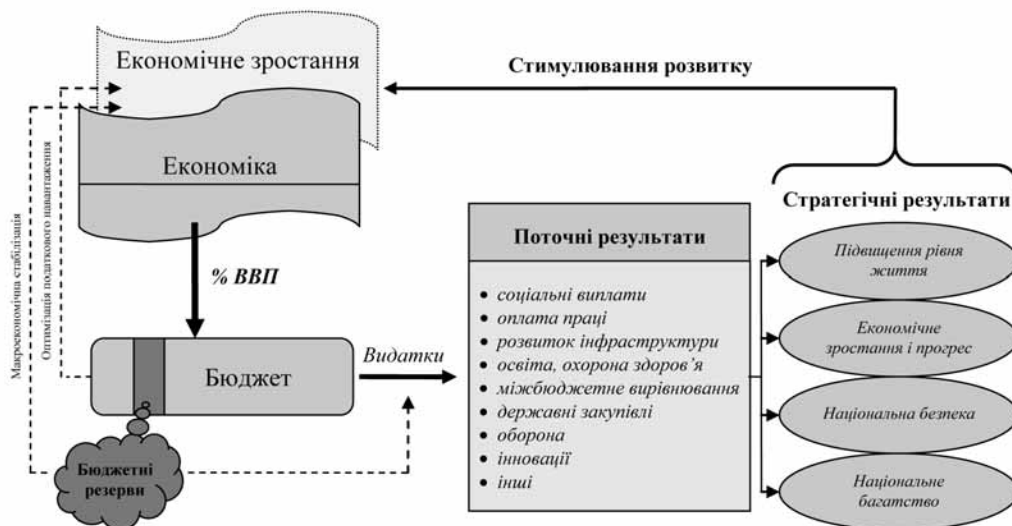 Економічне зростання
Стимулювання розвитку
Економіка
Макроекономічна стабілізація
Оптимізація податкового навантаження
% ВВП
Бюджет
Видатки
Бюджетні
резерви
Поточні результати
• соціальні виплати
• оплата праці
• розвиток інфраструктури
• освіта, охорона здоров'я
• міжбюджетне вирівнювання
• державні закупівлі
• оборона
• інновації
• інші
Стратегічні результати
Підвищення рівня
життя
Економічне
зростання і прогрес
Національна безпека
Національне
багатство